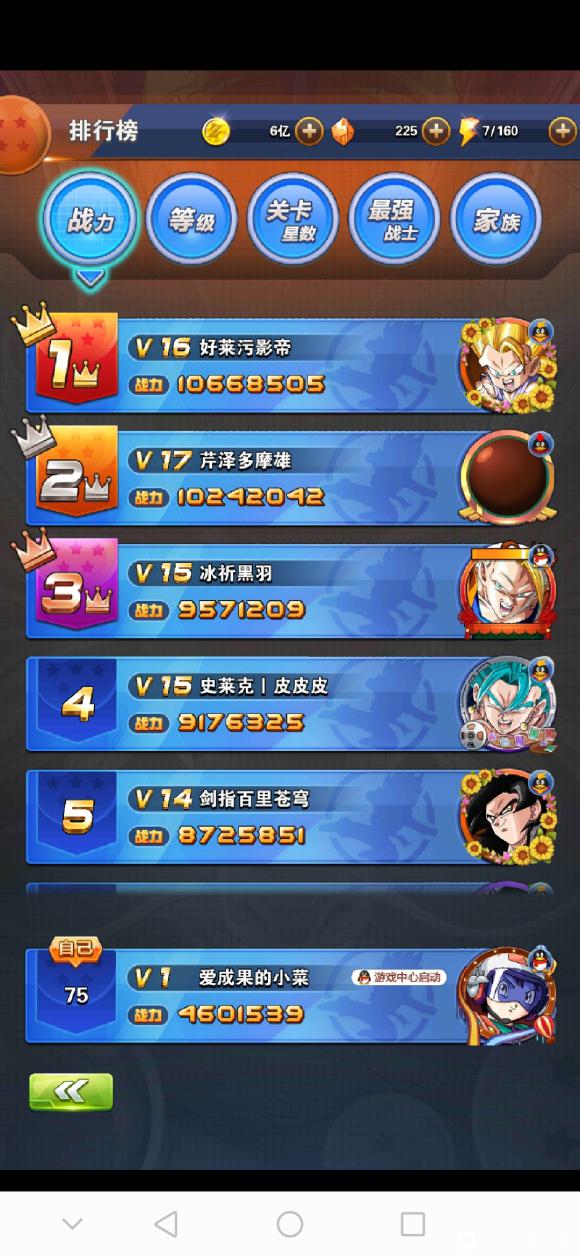 排行榜 6亿 225 7/160
战力 等级 关卡星数 最强战士 家族
1 V 16 好莱污影帝
战力 10668505
2 V 17 芹泽多摩雄
战力 10242042
3 V 15 冰祈黑羽
战力 9571209
4 V 15 史莱克丨皮皮皮
战力 9176325
5 V 14 剑指百里苍穹
战力 8725851
自己
75 V 1 爱成果的小菜 游戏中心启动
战力 4601539